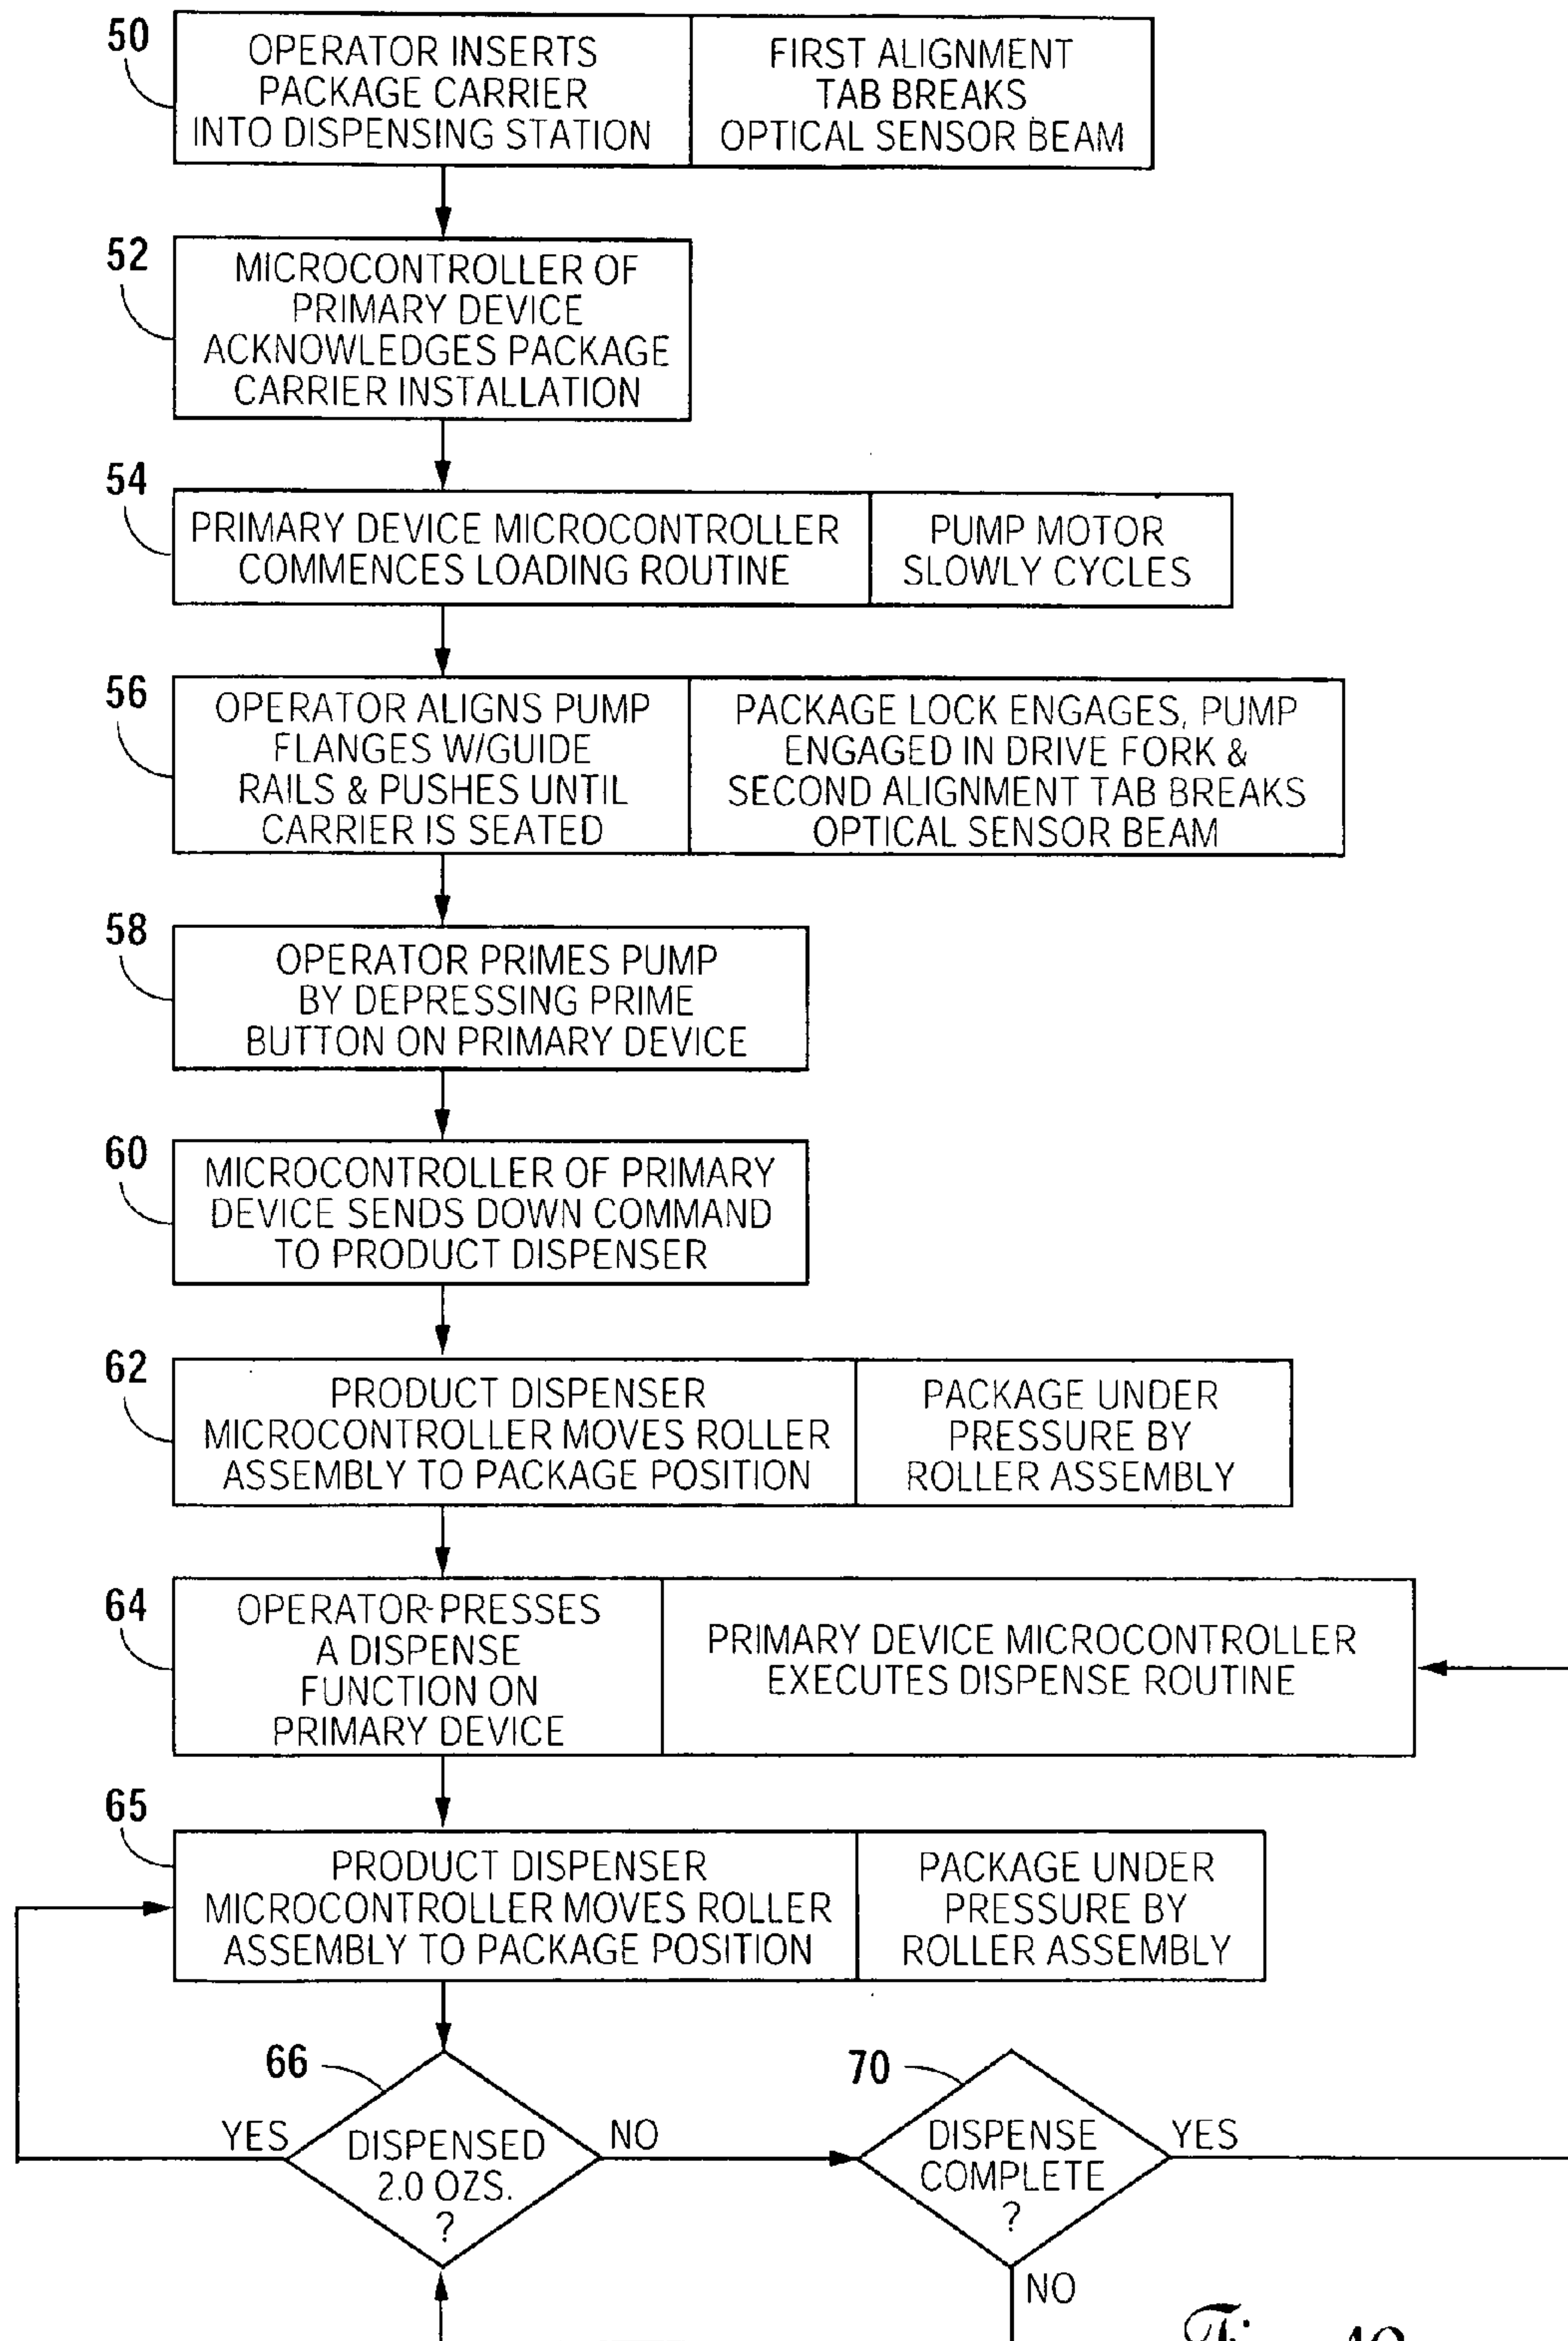 50
OPERATOR INSERTS
PACKAGE CARRIER
INTO DISPENSING STATION
FIRST ALIGNMENT
TAB BREAKS
OPTICAL SENSOR BEAM
52
MICROCONTROLLER OF
PRIMARY DEVICE
ACKNOWLEDGES PACKAGE
CARRIER INSTALLATION
54
PRIMARY DEVICE MICROCONTROLLER
COMMENCES LOADING ROUTINE
PUMP MOTOR
SLOWLY CYCLES
56
OPERATOR ALIGNS PUMP
FLANGES W/GUIDE
RAILS & PUSHES UNTIL
CARRIER IS SEATED
PACKAGE LOCK ENGAGES, PUMP
ENGAGED IN DRIVE FORK &
SECOND ALIGNMENT TAB BREAKS
OPTICAL SENSOR BEAM
58
OPERATOR PRIMES PUMP
BY DEPRESSING PRIME
BUTTON ON PRIMARY DEVICE
60
MICROCONTROLLER OF PRIMARY
DEVICE SENDS DOWN COMMAND
TO PRODUCT DISPENSER
62
PRODUCT DISPENSER
MICROCONTROLLER MOVES ROLLER
ASSEMBLY TO PACKAGE POSITION
PACKAGE UNDER
PRESSURE BY
ROLLER ASSEMBLY
64
OPERATOR PRESSES
A DISPENSE
FUNCTION ON
PRIMARY DEVICE
PRIMARY DEVICE MICROCONTROLLER
EXECUTES DISPENSE ROUTINE
65
PRODUCT DISPENSER
MICROCONTROLLER MOVES ROLLER
ASSEMBLY TO PACKAGE POSITION
PACKAGE UNDER
PRESSURE BY
ROLLER ASSEMBLY
66
YES
DISPENSED
2.0 OZS.
?
NO
70
DISPENSE
COMPLETE
?
YES
NO